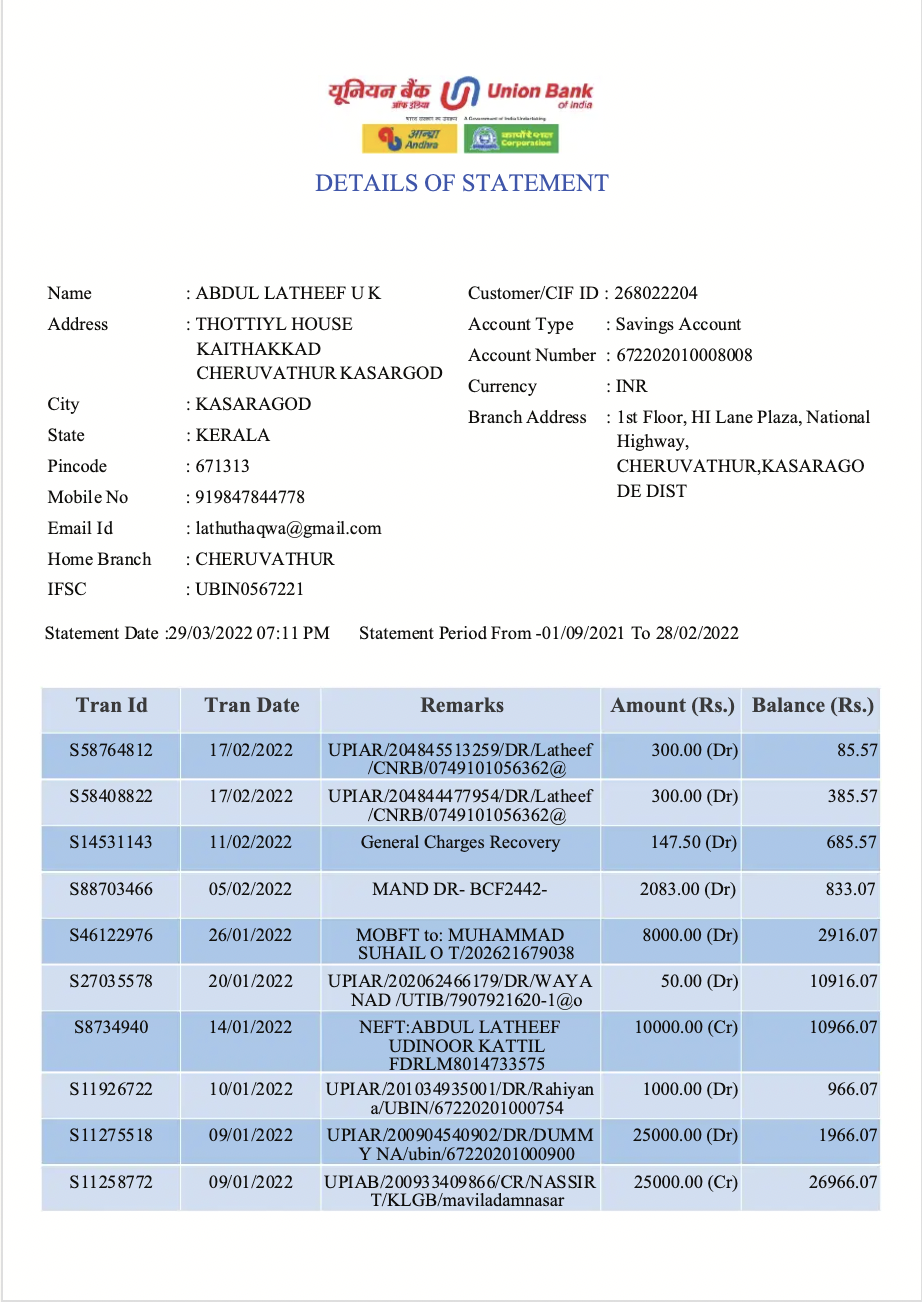 यूनियन बैंक Union Bank
ऑफ इंडिया of India
भारत सरकार का उपक्रम A Government of India Undertaking
आन्ध्रा कारपोरेशन
Andhra Corporation
DETAILS OF STATEMENT
Name : ABDUL LATHEEF U K Customer/CIF ID : 268022204
Address : THOTTIYL HOUSE Account Type : Savings Account
KAITHAKKAD Account Number : 672202010008008
CHERUVATHUR KASARGOD Currency : INR
City : KASARAGOD Branch Address : 1st Floor, HI Lane Plaza, National
State : KERALA Highway,
Pincode : 671313 CHERUVATHUR,KASARAGO
Mobile No : 919847844778 DE DIST
Email Id : lathuthaqwa@gmail.com
Home Branch : CHERUVATHUR
IFSC : UBIN0567221
Statement Date :29/03/2022 07:11 PM Statement Period From -01/09/2021 To 28/02/2022
Tran Id Tran Date Remarks Amount (Rs.) Balance (Rs.)
S58764812 17/02/2022 UPIAR/204845513259/DR/Latheef 300.00 (Dr) 85.57
/CNRB/0749101056362@
S58408822 17/02/2022 UPIAR/204844477954/DR/Latheef 300.00 (Dr) 385.57
/CNRB/0749101056362@
S14531143 11/02/2022 General Charges Recovery 147.50 (Dr) 685.57
S88703466 05/02/2022 MAND DR- BCF2442- 2083.00 (Dr) 833.07
S46122976 26/01/2022 MOBFT to: MUHAMMAD 8000.00 (Dr) 2916.07
SUHAIL O T/202621679038
S27035578 20/01/2022 UPIAR/202062466179/DR/WAYA 50.00 (Dr) 10916.07
NAD /UTIB/7907921620-1@o
S8734940 14/01/2022 NEFT:ABDUL LATHEEF 10000.00 (Cr) 10966.07
UDINOOR KATTIL
FDRLM8014733575
S11926722 10/01/2022 UPIAR/201034935001/DR/Rahiyan 1000.00 (Dr) 966.07
a/UBIN/67220201000754
S11275518 09/01/2022 UPIAR/200904540902/DR/DUMM 25000.00 (Dr) 1966.07
Y NA/ubin/67220201000900
S11258772 09/01/2022 UPIAB/200933409866/CR/NASSIR 25000.00 (Cr) 26966.07
T/KLGB/maviladamnasar